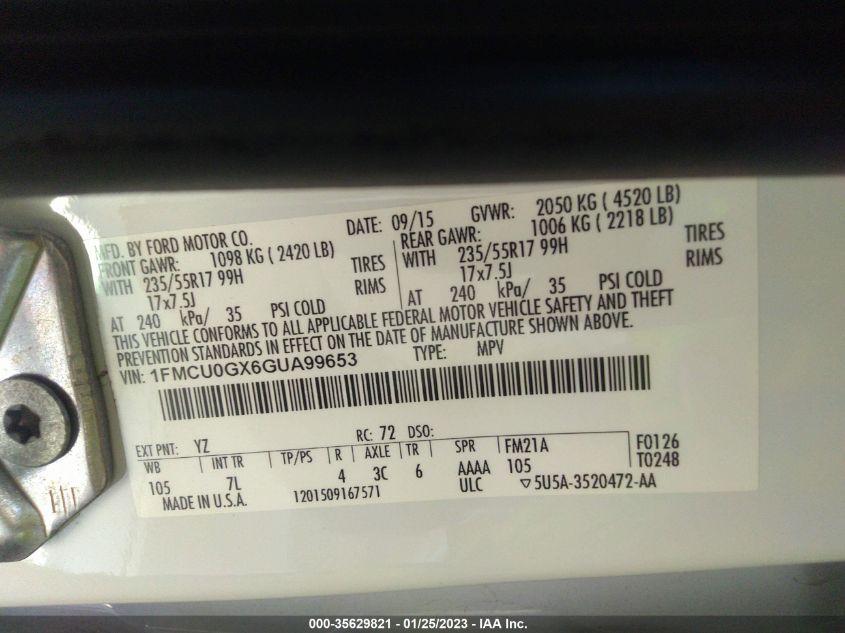 MFD. BY FORD MOTOR CO.
DATE: 09/15 GVWR: 2050 KG ( 4520 LB)
FRONT GAWR: 1098 KG ( 2420 LB)
REAR GAWR: 1006 KG ( 2218 LB)
WITH 235/55R17 99H TIRES
WITH 235/55R17 99H TIRES
17x7.5J RIMS
17x7.5J RIMS
AT 240 kPa/ 35 PSI COLD
AT 240 kPa/ 35 PSI COLD
THIS VEHICLE CONFORMS TO ALL APPLICABLE FEDERAL MOTOR VEHICLE SAFETY AND THEFT
PREVENTION STANDARDS IN EFFECT ON THE DATE OF MANUFACTURE SHOWN ABOVE.
VIN: 1FMCU0GX6GUA99653 TYPE: MPV
EXT PNT: YZ RC: 72 DSO:
WB INT TR TP/PS R AXLE TR SPR FM21A F0126
105 7L 4 3C 6 AAAA 105 T0248
MADE IN U.S.A. 1201509167571 ULC ▽5U5A-3520472-AA
000-35629821 - 01/25/2023 - IAA Inc.